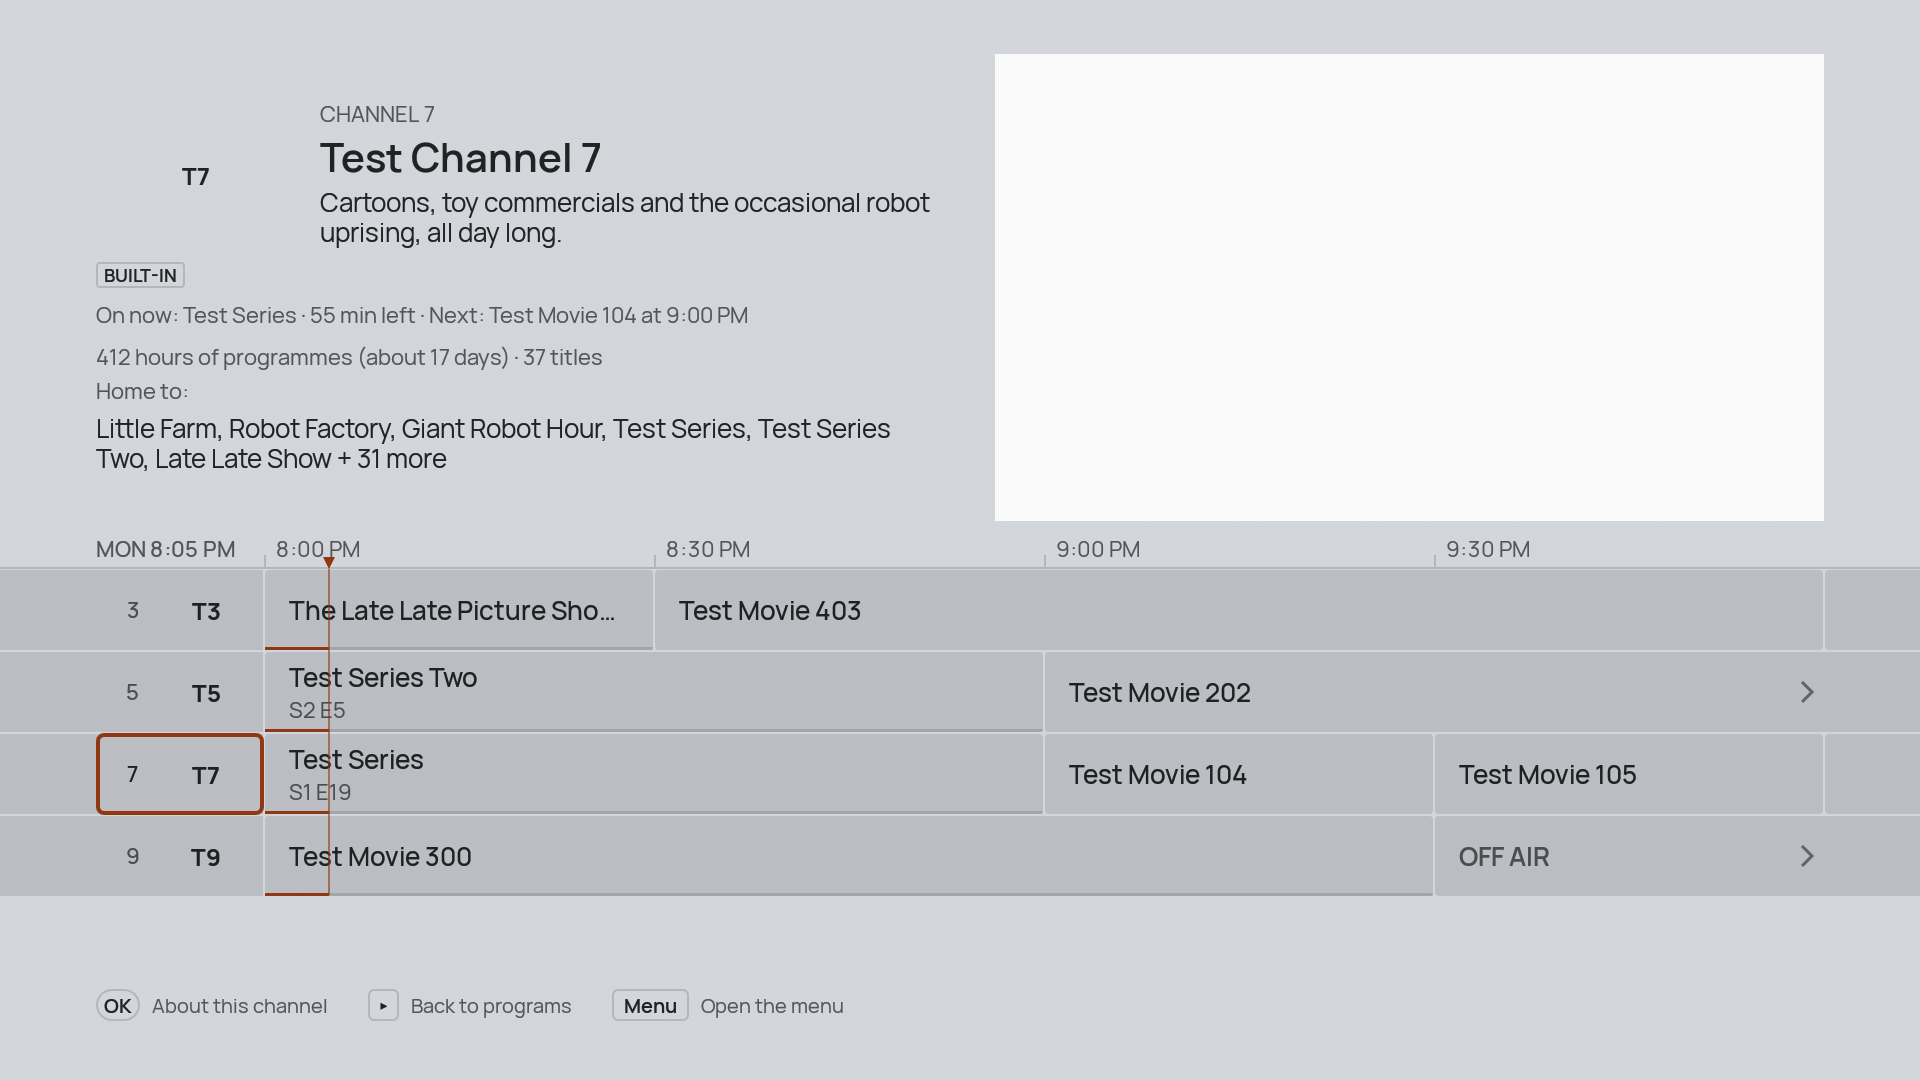 CHANNEL 7
Test Channel 7
T7
Cartoons, toy commercials and the occasional robot
uprising, all day long.
BUILT-IN
On now: Test Series · 55 min left · Next: Test Movie 104 at 9:00 PM
412 hours of programmes (about 17 days) · 37 titles
Home to:
Little Farm, Robot Factory, Giant Robot Hour, Test Series, Test Series
Two, Late Late Show + 31 more
MON 8:05 PM 8:00 PM 8:30 PM 9:00 PM 9:30 PM
3 T3 The Late Late Picture Sho... Test Movie 403
5 T5 Test Series Two
S2 E5
Test Movie 202
7 T7 Test Series
S1 E19
Test Movie 104 Test Movie 105
9 T9 Test Movie 300 OFF AIR
OK About this channel ▸ Back to programs Menu Open the menu